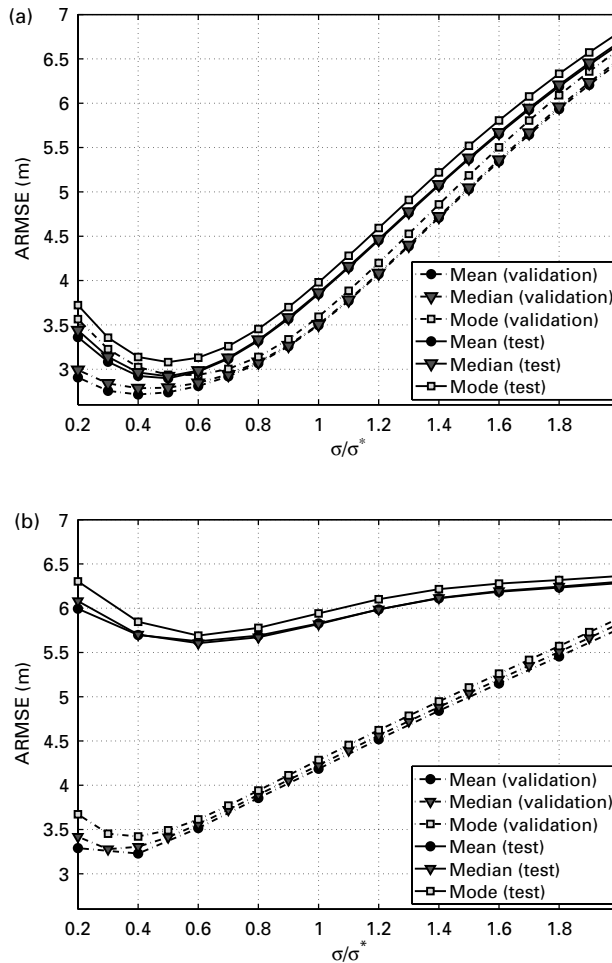 (a)
7
6.5
6
5.5
5
4.5
4
3.5
3
ARMSE (m)
0.2 0.4 0.6 0.8 1 1.2 1.4 1.6 1.8
σ/σ*
Mean (validation)
Median (validation)
Mode (validation)
Mean (test)
Median (test)
Mode (test)
(b)
7
6.5
6
5.5
5
4.5
4
3.5
3
ARMSE (m)
0.2 0.4 0.6 0.8 1 1.2 1.4 1.6 1.8
σ/σ*
Mean (validation)
Median (validation)
Mode (validation)
Mean (test)
Median (test)
Mode (test)